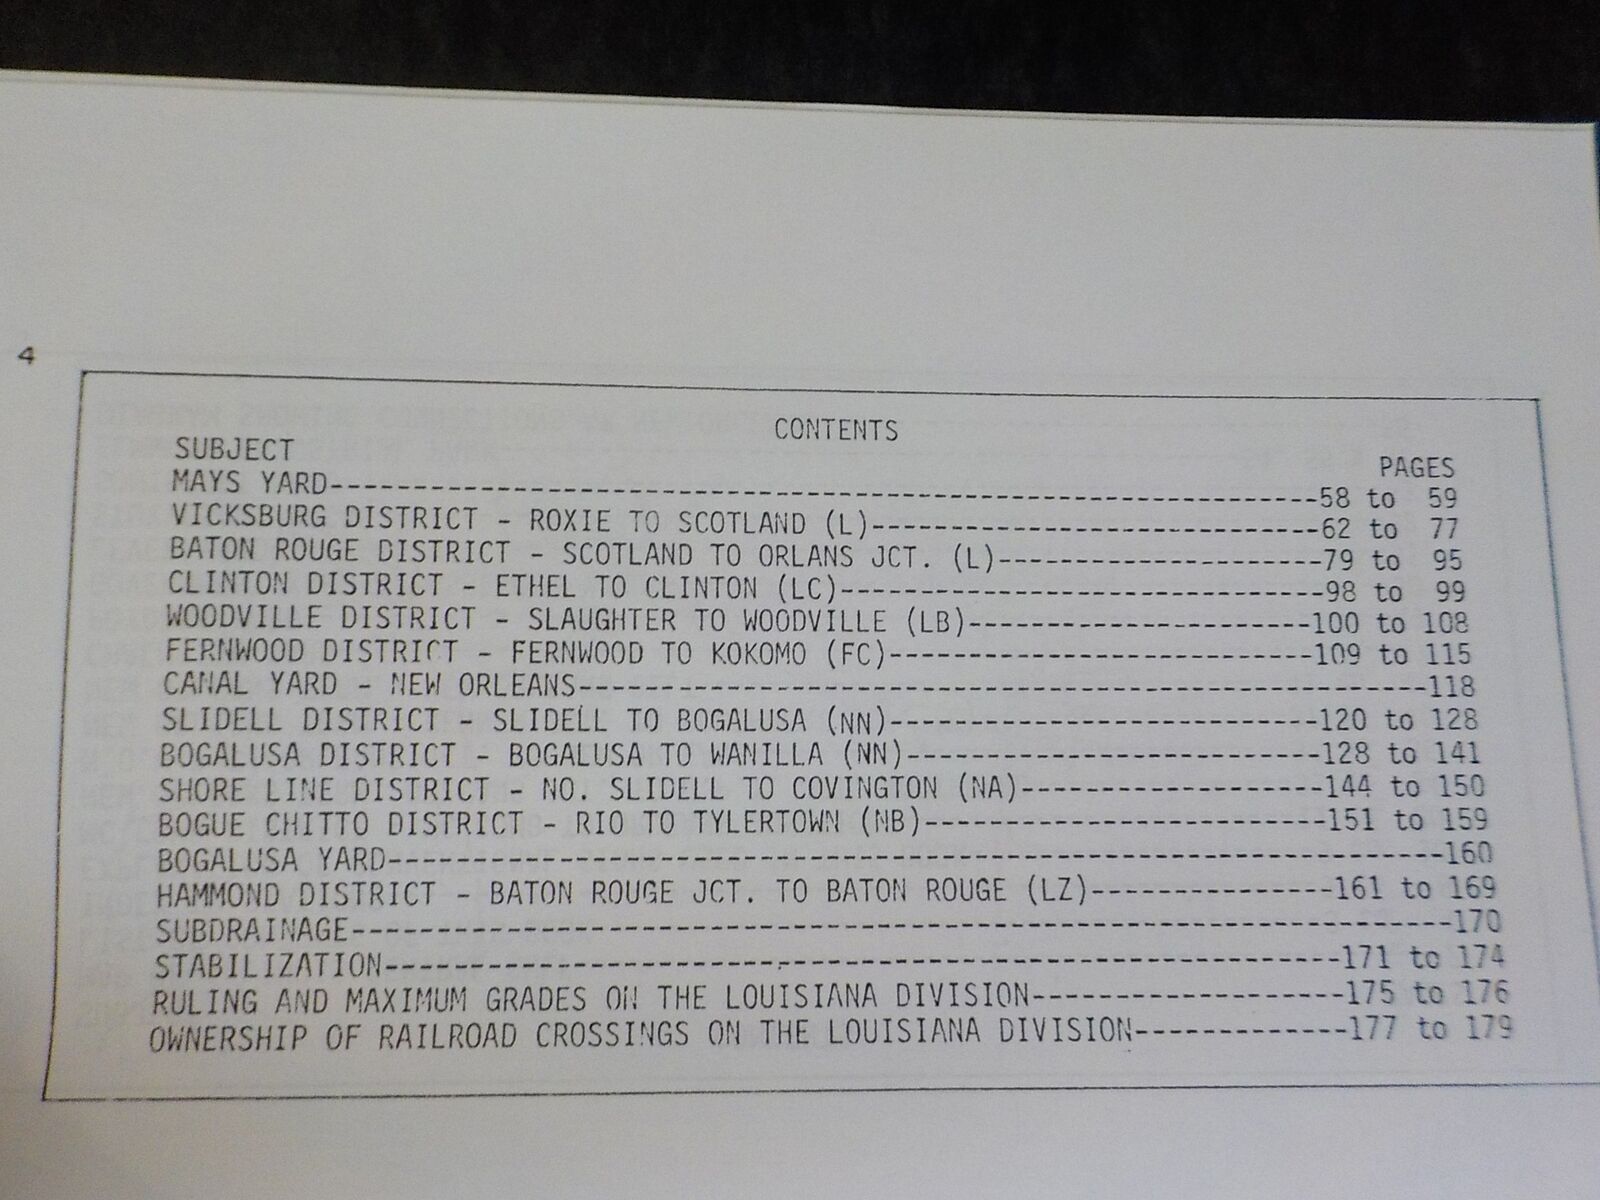 4
CONTENTS
SUBJECT PAGES
MAYS YARD------------------------------------------------------------------------58 to 59
VICKSBURG DISTRICT - ROXIE TO SCOTLAND (L)--------------------------------62 to 77
BATON ROUGE DISTRICT - SCOTLAND TO ORLANS JCT. (L)-----------------------79 to 95
CLINTON DISTRICT - ETHEL TO CLINTON (LC)-----------------------------------98 to 99
WOODVILLE DISTRICT - SLAUGHTER TO WOODVILLE (LB)-------------------------100 to 108
FERNWOOD DISTRICT - FERNWOOD TO KOKOMO (FC)-------------------------------109 to 115
CANAL YARD - NEW ORLEANS-------------------------------------------------------------118
SLIDELL DISTRICT - SLIDELL TO BOGALUSA (NN)-------------------------------120 to 128
BOGALUSA DISTRICT - BOGALUSA TO WANILLA (NN)------------------------------128 to 141
SHORE LINE DISTRICT - NO. SLIDELL TO COVINGTON (NA)----------------------144 to 150
BOGUE CHITTO DISTRICT - RIO TO TYLERTOWN (NB)-----------------------------151 to 159
BOGALUSA YARD----------------------------------------------------------------------------160
HAMMOND DISTRICT - BATON ROUGE JCT. TO BATON ROUGE (LZ)-----------------161 to 169
SUBDRAINAGE--------------------------------------------------------------------------------170
STABILIZATION---------------------------------------------------------------------171 to 174
RULING AND MAXIMUM GRADES ON THE LOUISIANA DIVISION----------------------175 to 176
OWNERSHIP OF RAILROAD CROSSINGS ON THE LOUISIANA DIVISION---------------177 to 179